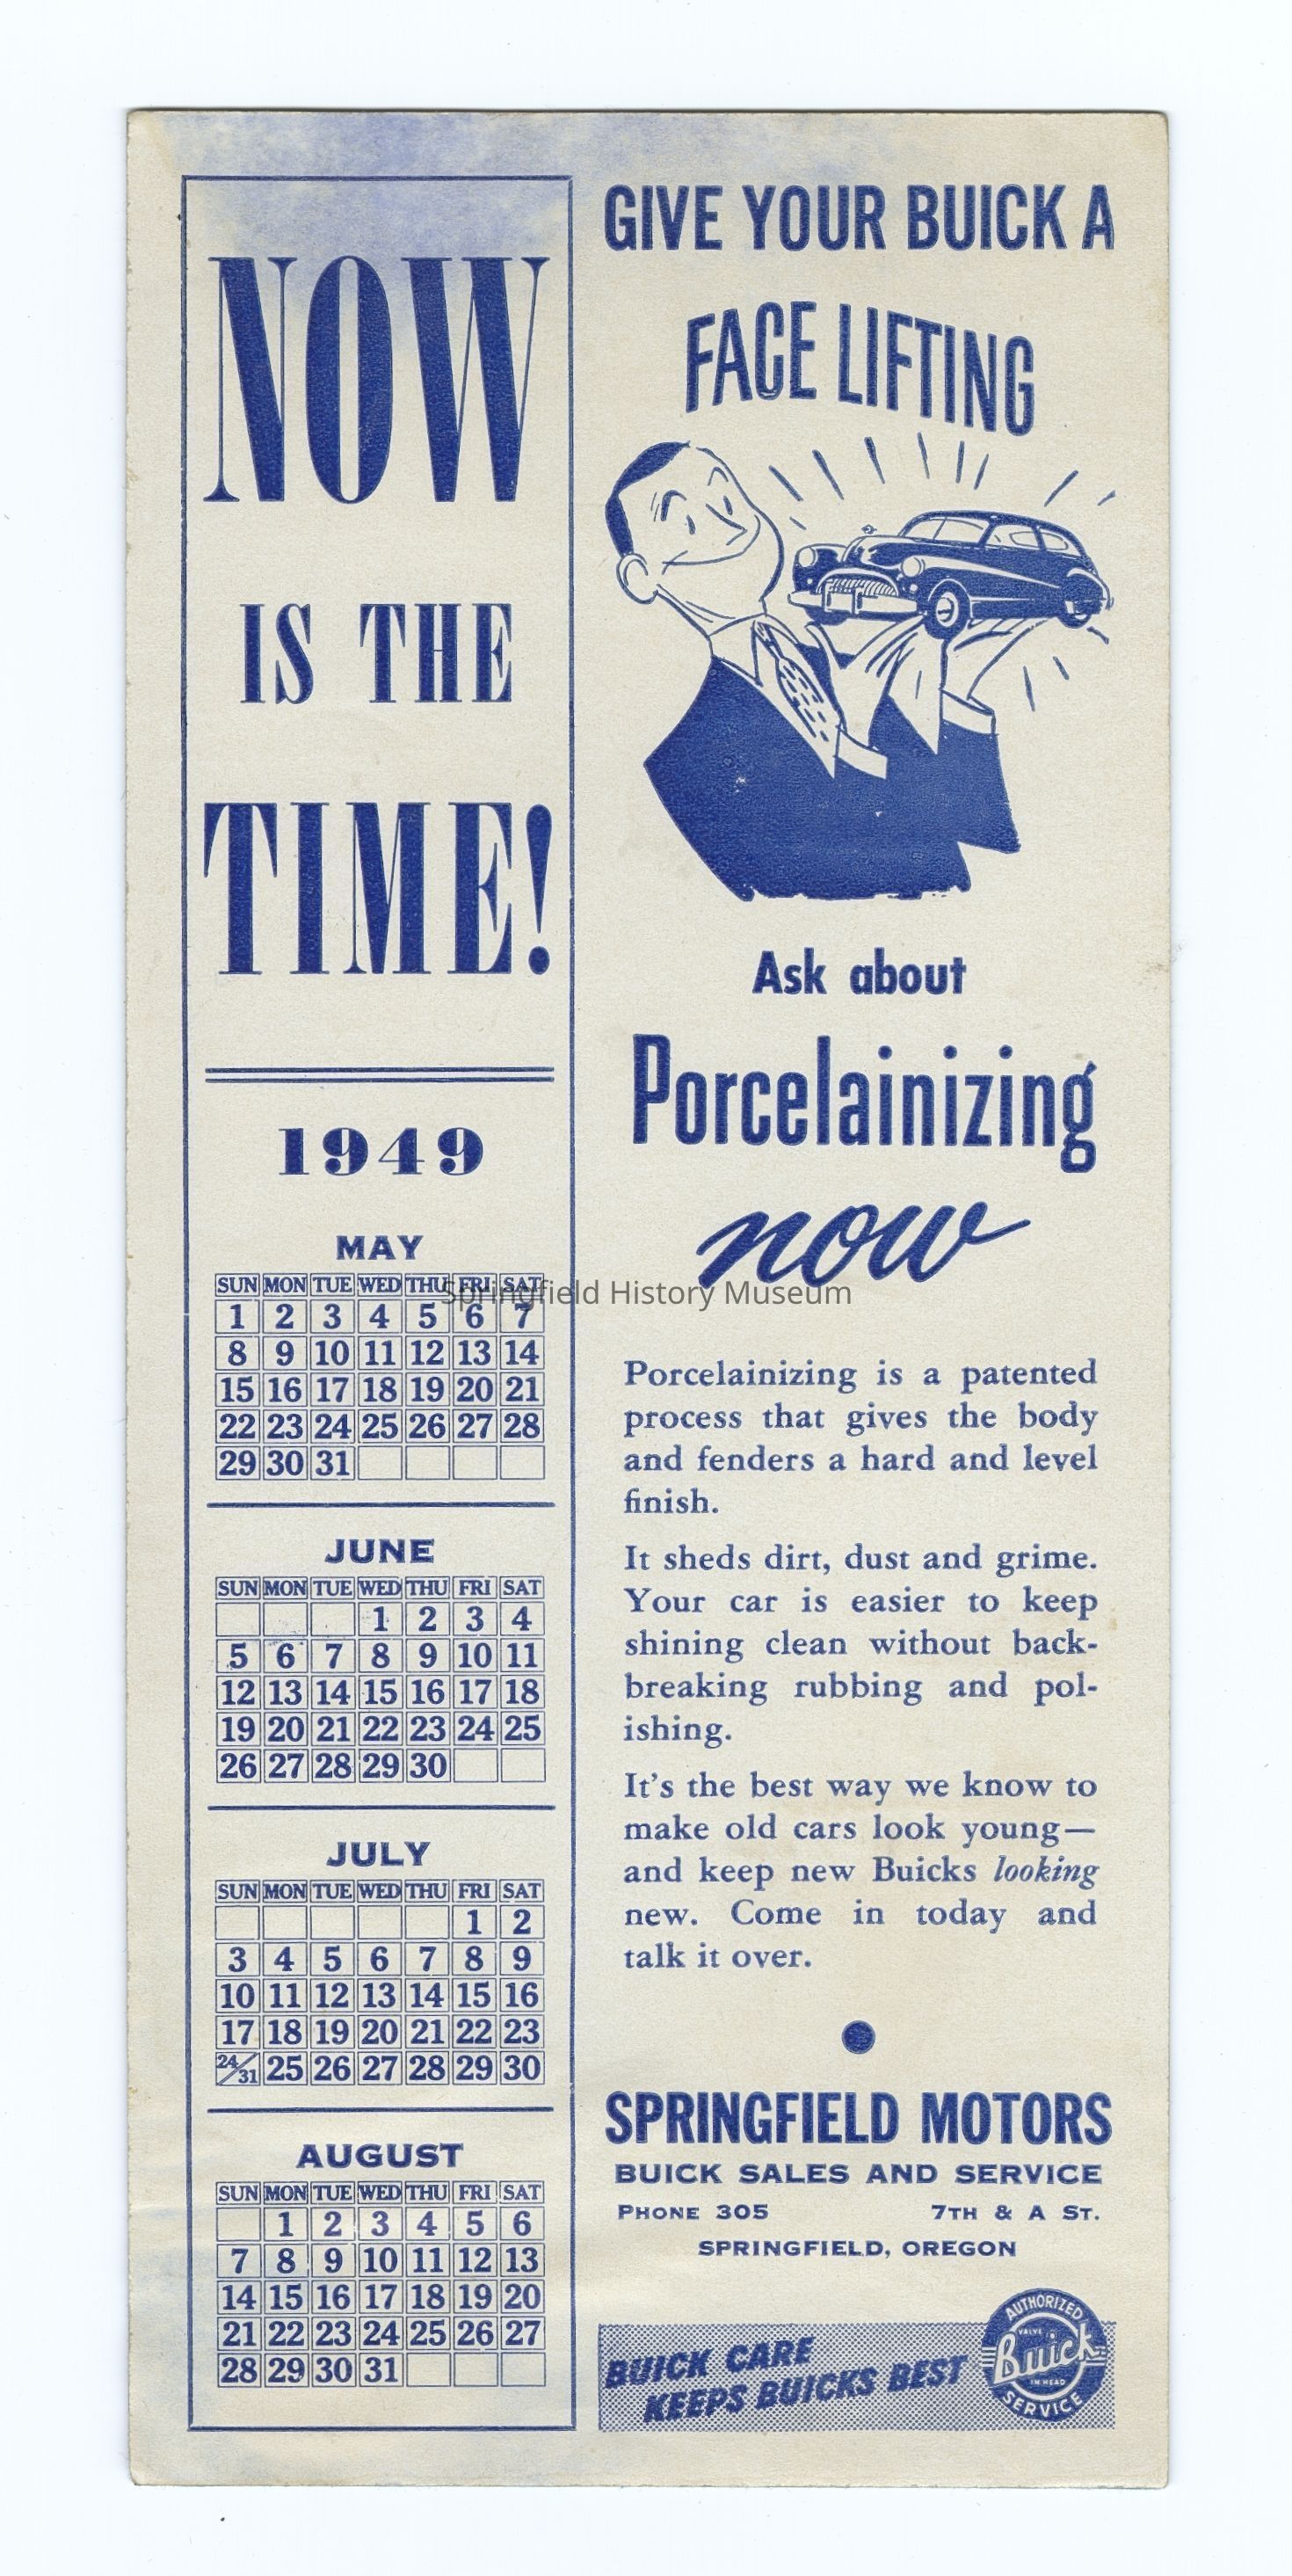 NOW
IS THE
TIME!
1949
MAY
SUN MON TUE WED THU FRI SAT
1 2 3 4 5 6 7
8 9 10 11 12 13 14
15 16 17 18 19 20 21
22 23 24 25 26 27 28
29 30 31
JUNE
SUN MON TUE WED THU FRI SAT
1 2 3 4
5 6 7 8 9 10 11
12 13 14 15 16 17 18
19 20 21 22 23 24 25
26 27 28 29 30
JULY
SUN MON TUE WED THU FRI SAT
1 2
3 4 5 6 7 8 9
10 11 12 13 14 15 16
17 18 19 20 21 22 23
24/31 25 26 27 28 29 30
AUGUST
SUN MON TUE WED THU FRI SAT
1 2 3 4 5 6
7 8 9 10 11 12 13
14 15 16 17 18 19 20
21 22 23 24 25 26 27
28 29 30 31
GIVE YOUR BUICK A
FACE LIFTING
Ask about
Porcelainizing
now
Springfield History Museum
Porcelainizing is a patented
process that gives the body
and fenders a hard and level
finish.
It sheds dirt, dust and grime.
Your car is easier to keep
shining clean without back-
breaking rubbing and pol-
ishing.
It's the best way we know to
make old cars look young—
and keep new Buicks looking
new. Come in today and
talk it over.
SPRINGFIELD MOTORS
BUICK SALES AND SERVICE
PHONE 305 7TH & A ST.
SPRINGFIELD, OREGON
BUICK CARE
KEEPS BUICKS BEST
AUTHORIZED
VALVE
Buick
IN HEAD
SERVICE